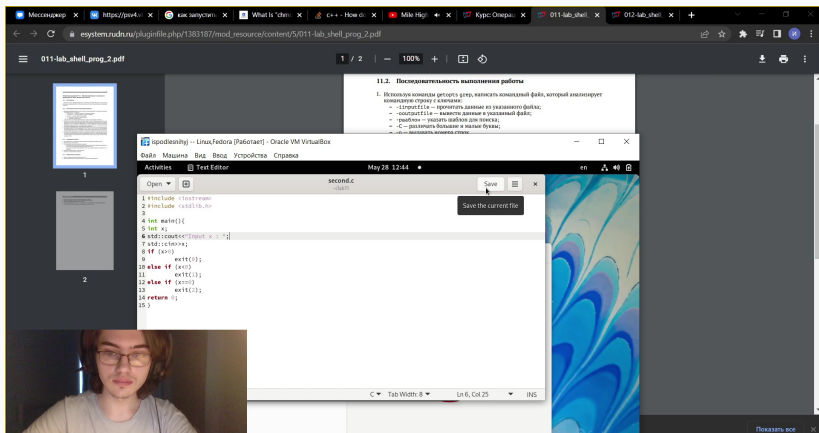 Мессенджер
https://psv4.v
как запустить
What Is "chm
c++ - How do
Mile High
Курс: Операц
011-lab_shell_
012-lab_shell_
esystem.rudn.ru/pluginfile.php/1383187/mod_resource/content/5/011-lab_shell_prog_2.pdf
011-lab_shell_prog_2.pdf
1 / 2
100%
11.2. Последовательность выполнения работы
1. Используя команды getopts grep, написать командный файл, который анализирует
командную строку с ключами:
– -iinputfile — прочитать данные из указанного файла;
– -ooutputfile — вывести данные в указанный файл;
– -pшаблон — указать шаблон для поиска;
– -C — различать большие и малые буквы;
1
2
ispodlesnihyj -- Linux,Fedora [Работает] - Oracle VM VirtualBox
Файл Машина Вид Ввод Устройства Справка
Activities
Text Editor
May 28 12:44
en
Open
second.c
Save
Save the current file
1 #include <iostream>
2 #include <stdlib.h>
3
4 int main(){
5 int x;
6 std::cout<<"Input x : ";
7 std::cin>>x;
8 if (x>0)
9 exit(0);
10 else if (x<0)
11 exit(1);
12 else if (x==0)
13 exit(2);
14 return 0;
15 }
C
Tab Width: 8
Ln 6, Col 25
INS
Показать все